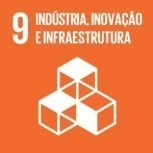 9 INDÚSTRIA, INOVAÇÃO
E INFRAESTRUTURA